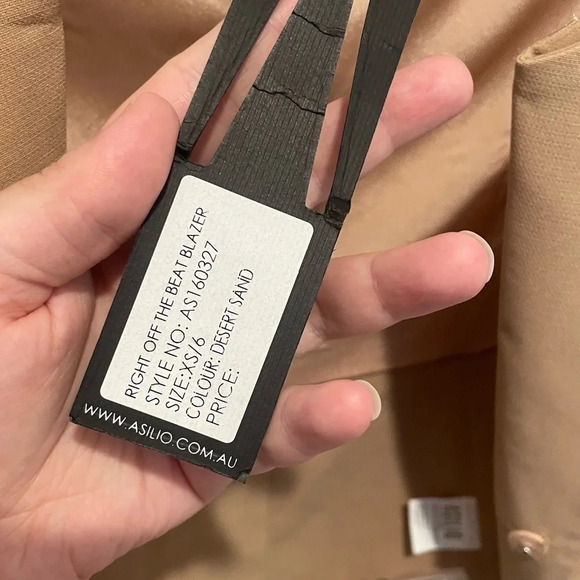 RIGHT OFF THE BEAT BLAZER
STYLE NO: AS160327
SIZE:XS/6
COLOUR: DESERT SAND
PRICE:
WWW.ASILIO.COM.AU